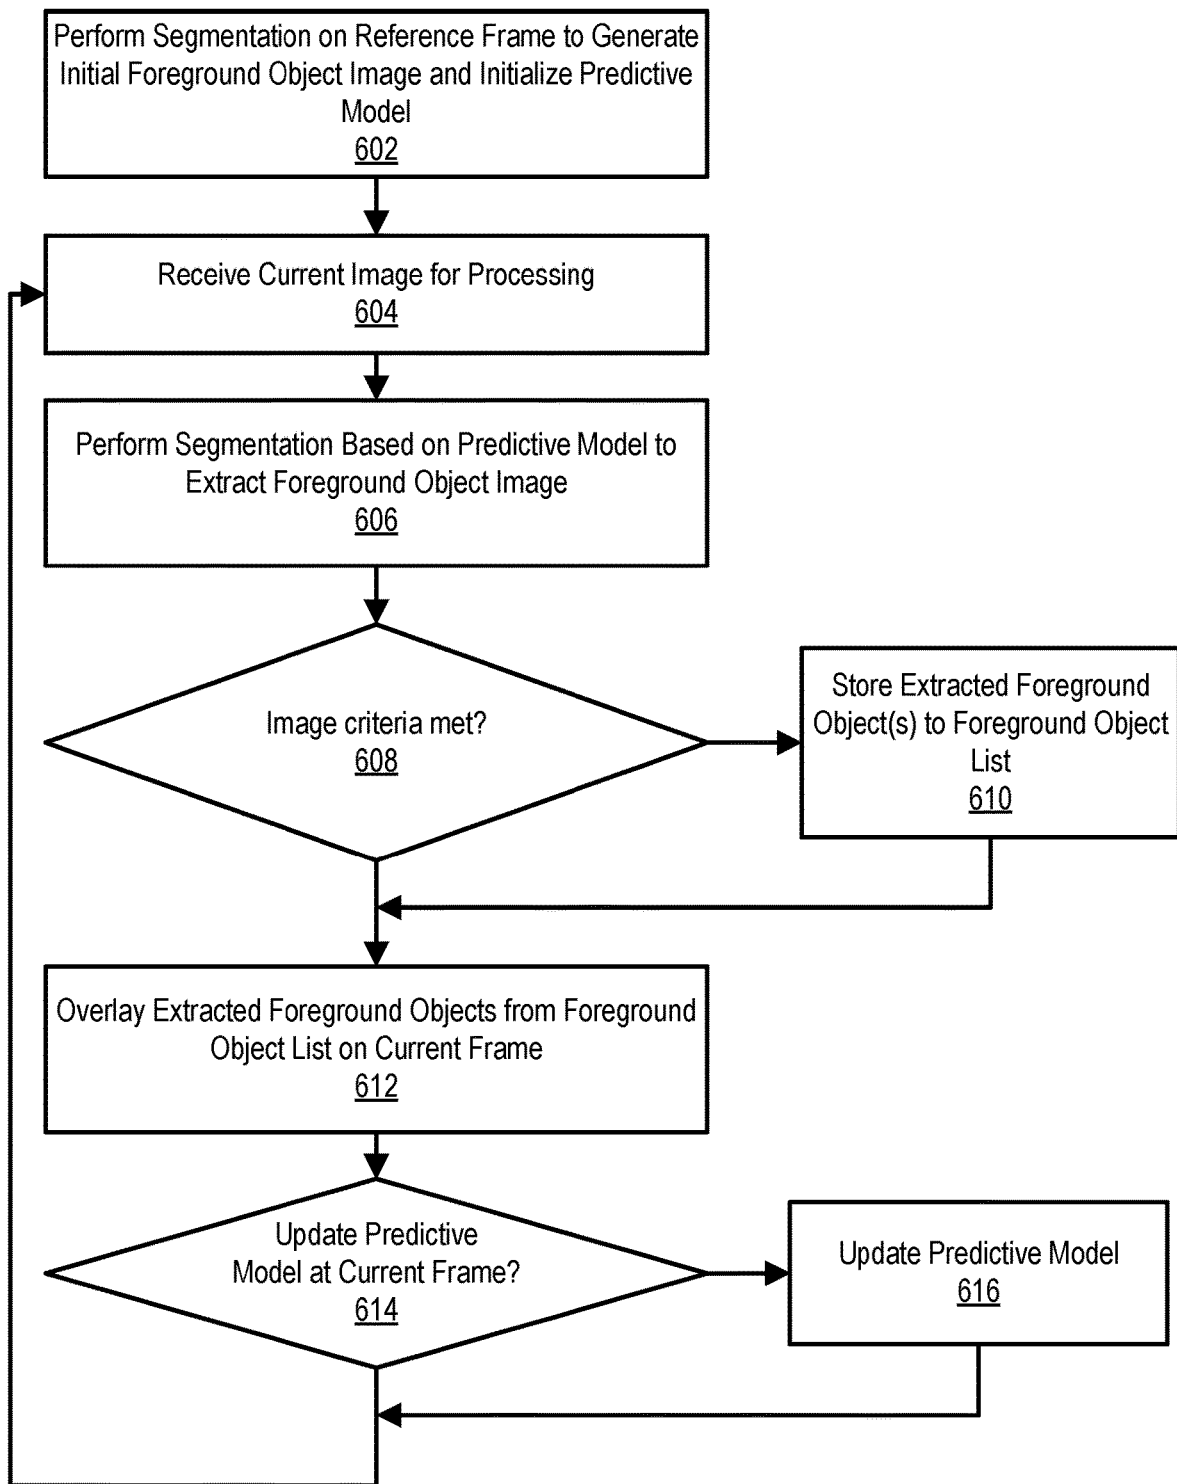 Perform Segmentation on Reference Frame to Generate
Initial Foreground Object Image and Initialize Predictive
Model
602
Receive Current Image for Processing
604
Perform Segmentation Based on Predictive Model to
Extract Foreground Object Image
606
Image criteria met?
608
Store Extracted Foreground
Object(s) to Foreground Object
List
610
Overlay Extracted Foreground Objects from Foreground
Object List on Current Frame
612
Update Predictive
Model at Current Frame?
614
Update Predictive Model
616